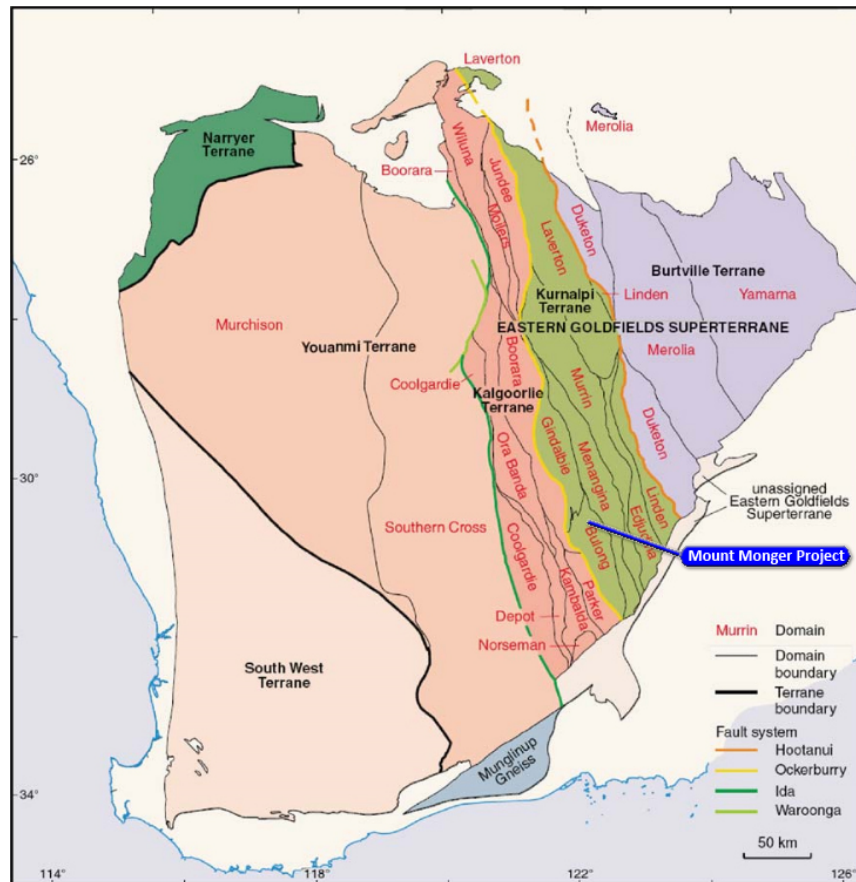 Laverton
Narryer
Terrane
Merolia
26°
Boorara
Wiluna
Jundee
Moilers
Duketon
Laverton
Burtville Terrane
Kurnalpi
Terrane
Linden
Yamarna
Murchison
EASTERN GOLDFIELDS SUPERTERRANE
Youanmi Terrane
Merolia
Boorara
Coolgardie
Kalgoorlie
Terrane
Murrin
Gindalbie
Duketon
30°
Ora Banda
Menangina
unassigned
Eastern Goldfields
Superterrane
Linden
Edjudina
Southern Cross
Coolgardie
Bulong
Mount Monger Project
Parker
Kambalda
Depot
Norseman
South West
Terrane
Murrin Domain
Domain
boundary
Terrane
boundary
Fault system
Hootanui
Ockerburry
Ida
Waroonga
Munglinup
Gneiss
34°
50 km
114°
118°
122°
126°